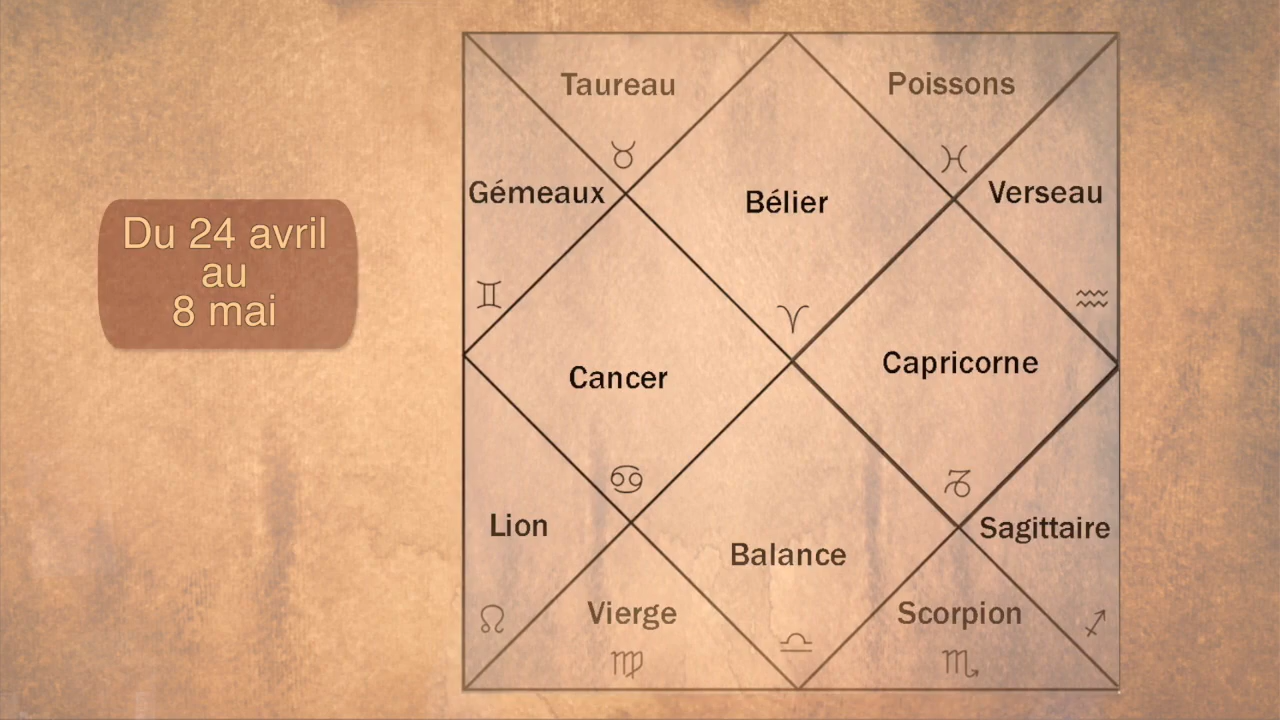 Du 24 avril
au
8 mai
Taureau
Poissons
Gémeaux
Bélier
Verseau
Cancer
Capricorne
Lion
Balance
Sagittaire
Vierge
Scorpion